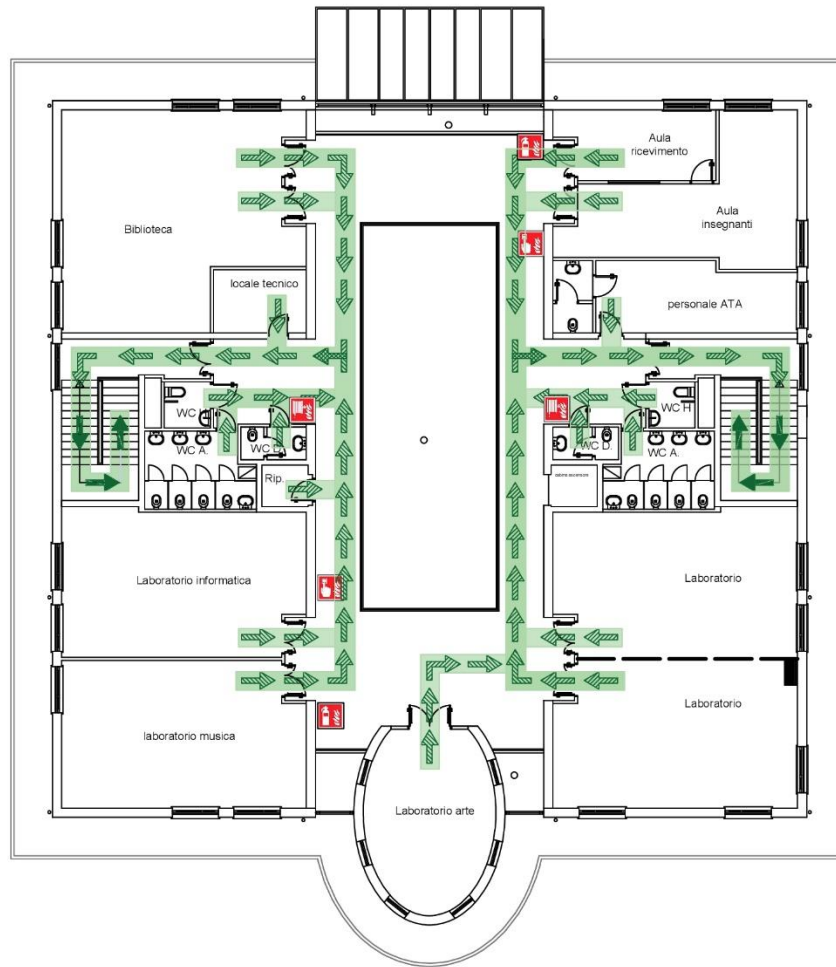 Aula
ricevimento
Aula
insegnanti
Biblioteca
locale tecnico
personale ATA
WC H
WC H
WC A.
WC D.
WC D.
WC A.
Rip.
Laboratorio informatica
Laboratorio
laboratorio musica
Laboratorio
Laboratorio arte